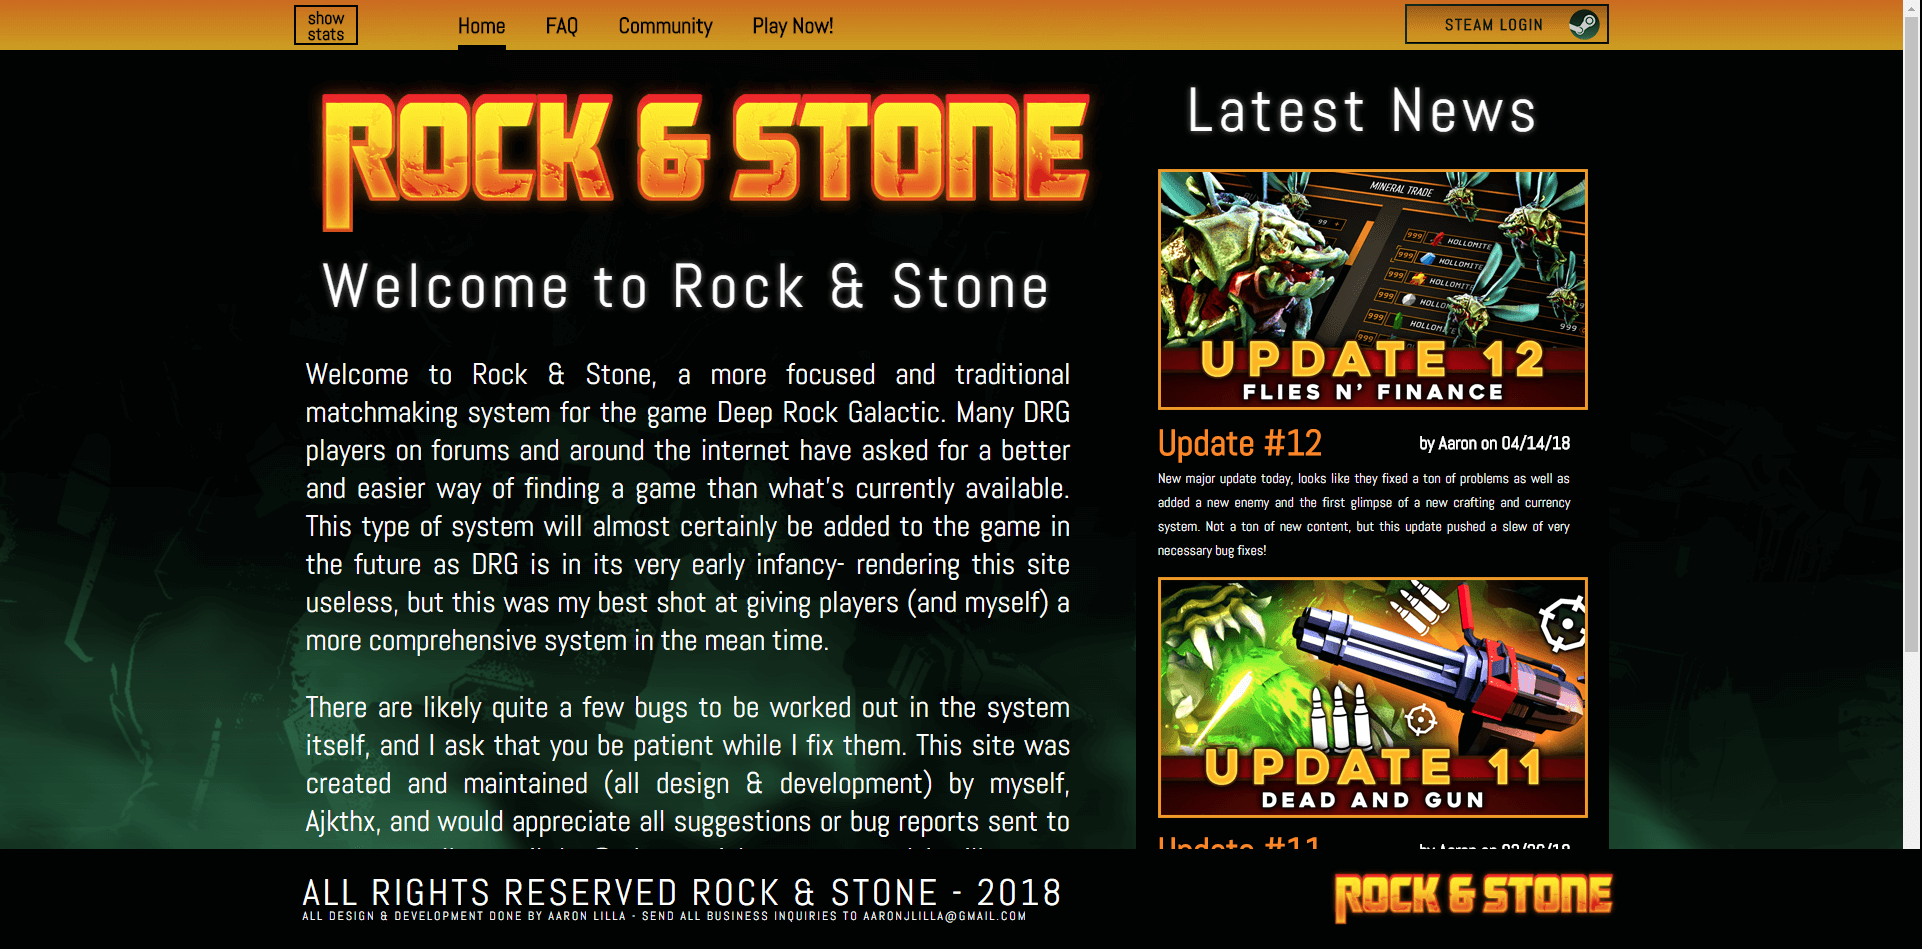 show
stats
Home FAQ Community Play Now!
STEAM LOGIN
ROCK & STONE
Welcome to Rock & Stone
Welcome to Rock & Stone, a more focused and traditional
matchmaking system for the game Deep Rock Galactic. Many DRG
players on forums and around the internet have asked for a better
and easier way of finding a game than what's currently available.
This type of system will almost certainly be added to the game in
the future as DRG is in its very early infancy- rendering this site
useless, but this was my best shot at giving players (and myself) a
more comprehensive system in the mean time.
There are likely quite a few bugs to be worked out in the system
itself, and I ask that you be patient while I fix them. This site was
created and maintained (all design & development) by myself,
Ajkthx, and would appreciate all suggestions or bug reports sent to
Latest News
MINERAL TRADE
99 +
999 HOLLOMITE
999 HOLLOMITE
999 HOLLOMITE
999 HOLLOM
999 HOLLOMITE
999
UPDATE 12
FLIES N' FINANCE
Update #12 by Aaron on 04/14/18
New major update today, looks like they fixed a ton of problems as well as
added a new enemy and the first glimpse of a new crafting and currency
system. Not a ton of new content, but this update pushed a slew of very
necessary bug fixes!
UPDATE 11
DEAD AND GUN
Update #11
ALL RIGHTS RESERVED ROCK & STONE - 2018
ALL DESIGN & DEVELOPMENT DONE BY AARON LILLA - SEND ALL BUSINESS INQUIRIES TO AARONJLILLA@GMAIL.COM
ROCK & STONE